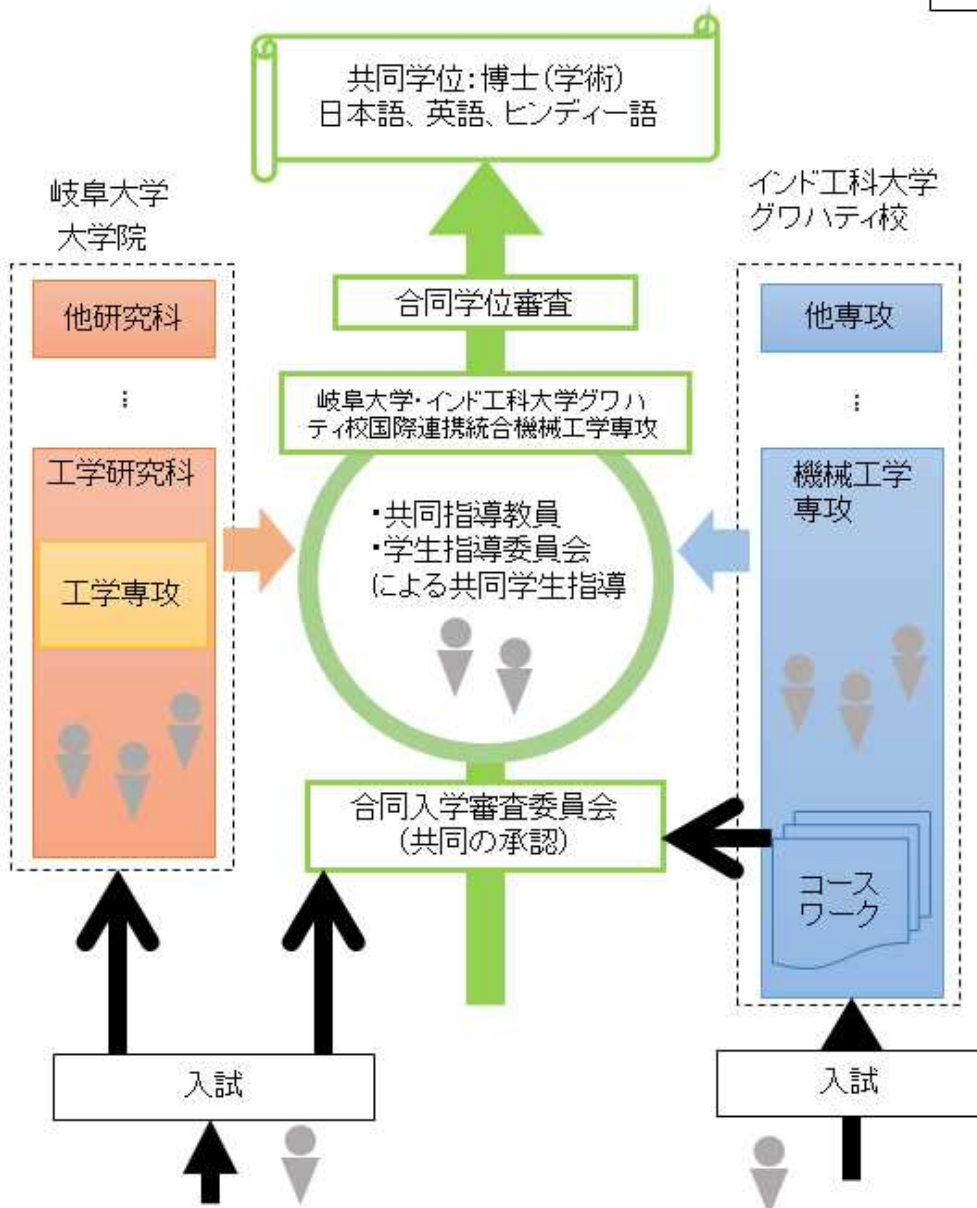 共同学位：博士（学術）
日本語、英語、ヒンディー語
岐阜大学
大学院
インド工科大学
グワハティ校
他研究科
合同学位審査
他専攻
⋮
⋮
岐阜大学・インド工科大学グワハ
ティ校国際連携統合機械工学専攻
工学研究科
機械工学
専攻
・共同指導教員
・学生指導委員会
による共同学生指導
工学専攻
合同入学審査委員会
（共同の承認）
コース
ワーク
入試
入試